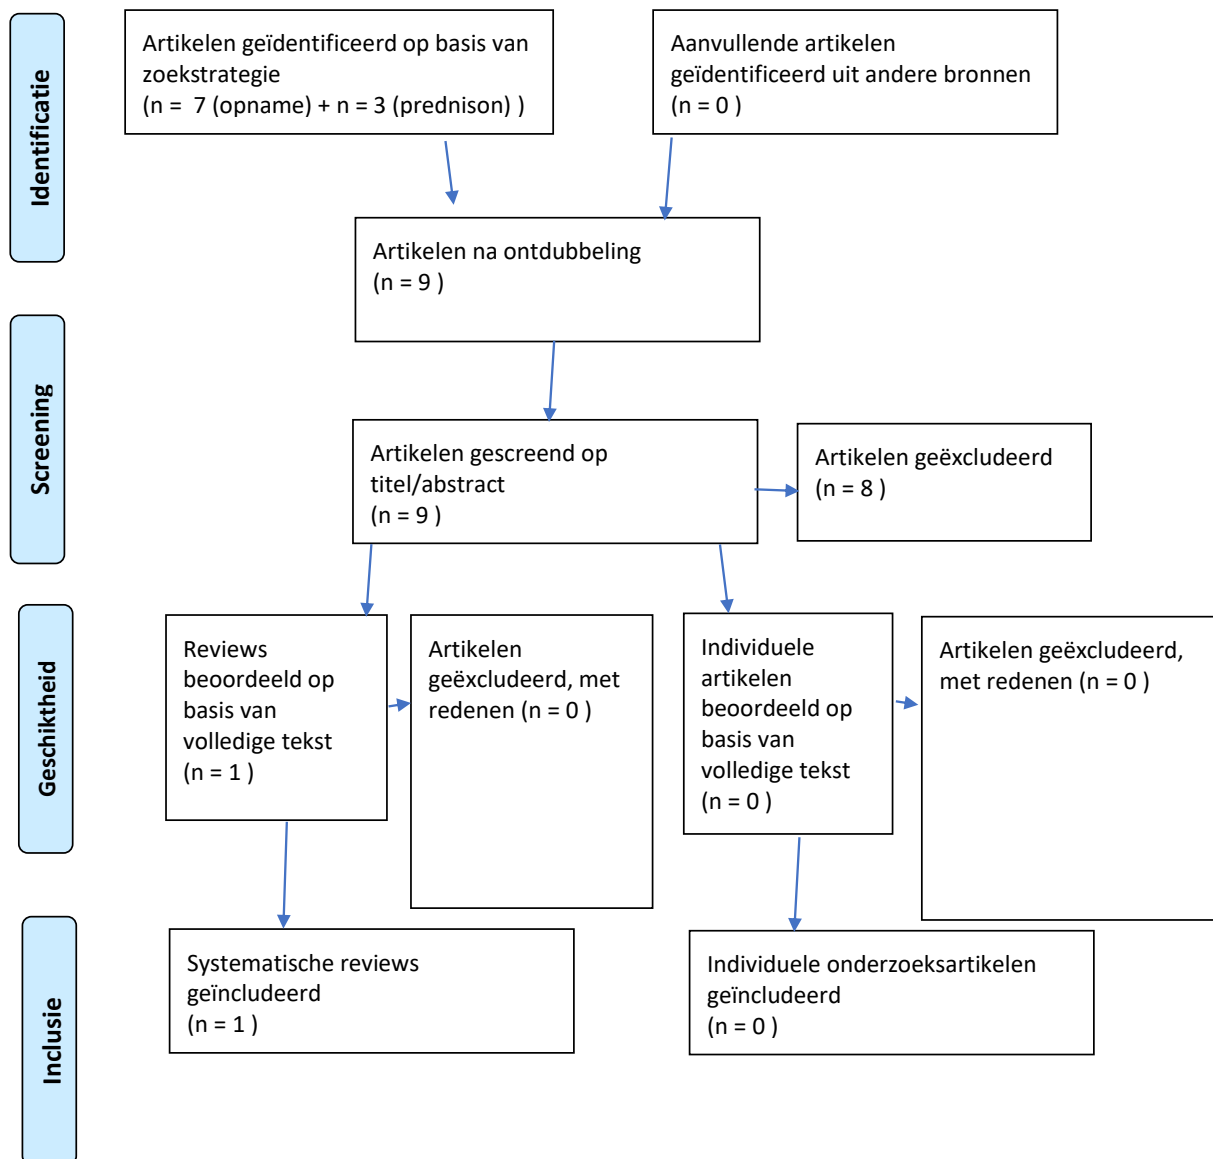 Identificatie
Artikelen geïdentificeerd op basis van
zoekstrategie
(n =  7 (opname) + n = 3 (prednison) )
Aanvullende artikelen
geïdentificeerd uit andere bronnen
(n = 0 )
Artikelen na ontdubbeling
(n = 9 )
Screening
Artikelen gescreend op
titel/abstract
(n = 9 )
Artikelen geëxcludeerd
(n = 8 )
Geschiktheid
Reviews
beoordeeld op
basis van
volledige tekst
(n = 1 )
Artikelen
geëxcludeerd, met
redenen (n = 0 )
Individuele
artikelen
beoordeeld op
basis van
volledige tekst
(n = 0 )
Artikelen geëxcludeerd,
met redenen (n = 0 )
Inclusie
Systematische reviews
geïncludeerd
(n = 1 )
Individuele onderzoeksartikelen
geïncludeerd
(n = 0 )